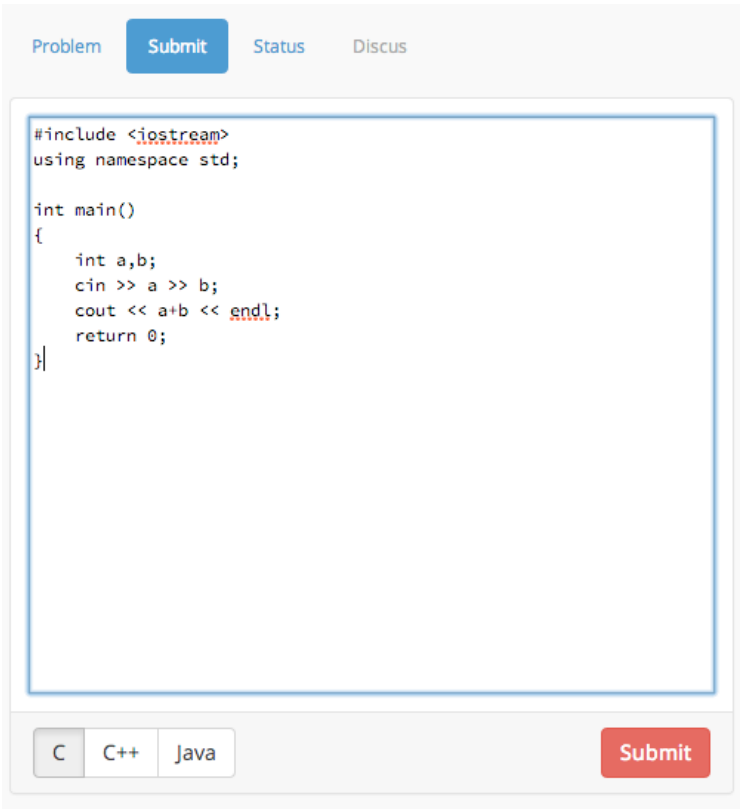 Problem Submit Status Discus
#include <iostream>
using namespace std;
int main()
{
    int a,b;
    cin >> a >> b;
    cout << a+b << endl;
    return 0;
}
C C++ Java Submit